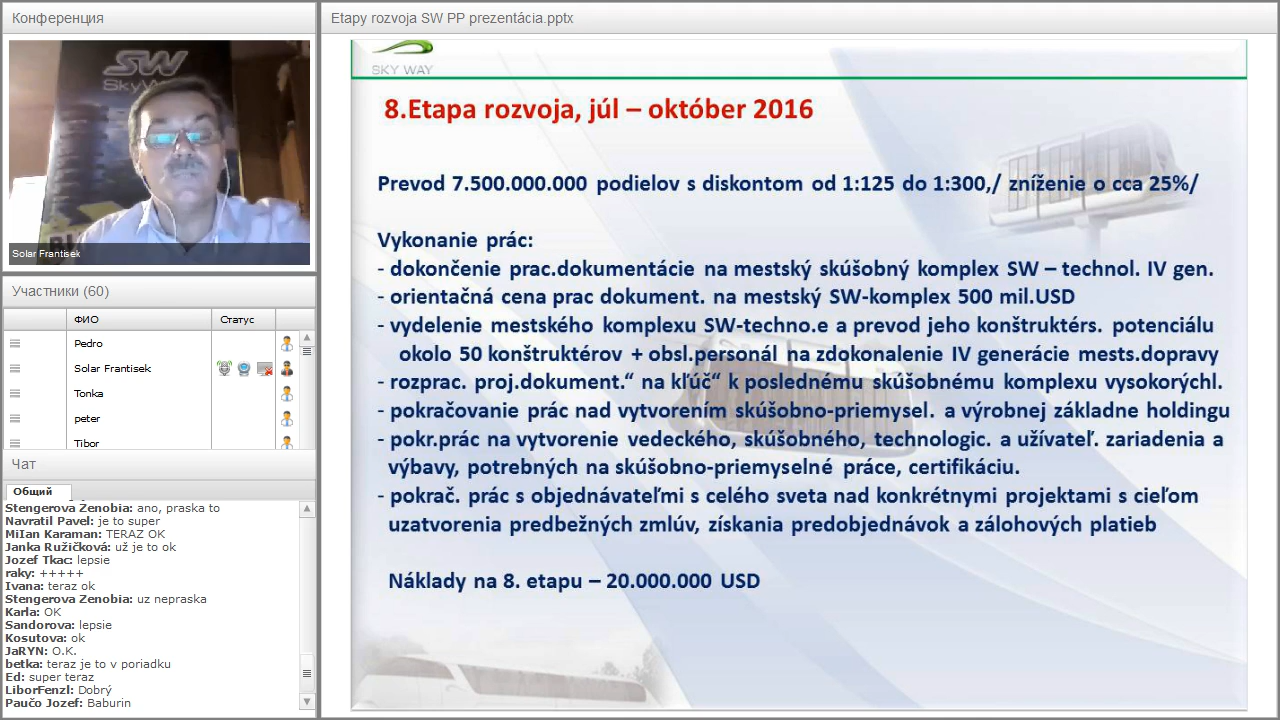 Конференция
SW
Solar Frantisek
Участники (60)
ФИО
Статус
Pedro
Solar Frantisek
Tonka
peter
Tibor
Чат
Общий
Stengerova Zenobia: ano, praska to
Navratil Pavel: je to super
MiIan Karaman: TERAZ OK
Janka Ružičková: už je to ok
Jozef Tkac: lepsie
raky: +++++
Ivana: teraz ok
Stengerova Zenobia: uz nepraska
Karla: OK
Sandorova: lepsie
Kosutova: ok
JaRYN: O.K.
betka: teraz je to v poriadku
Ed: super teraz
LiborFenzl: Dobrý
Paučo Jozef: Baburin
Etapy rozvoja SW PP prezentácia.pptx
SKY WAY
8.Etapa rozvoja, júl – október 2016
Prevod 7.500.000.000 podielov s diskontom od 1:125 do 1:300,/ zníženie o cca 25%/
Vykonanie prác:
- dokončenie prac.dokumentácie na mestský skúšobný komplex SW – technol. IV gen.
- orientačná cena prac dokument. na mestský SW-komplex 500 mil.USD
- vydelenie mestského komplexu SW-techno.e a prevod jeho konštruktérs. potenciálu
okolo 50 konštruktérov + obsl.personál na zdokonalenie IV generácie mests.dopravy
- rozprac. proj.dokument.“ na kľúč“ k poslednému skúšobnému komplexu vysokorýchl.
- pokračovanie prác nad vytvorením skúšobno-priemysel. a výrobnej základne holdingu
- pokr.prác na vytvorenie vedeckého, skúšobného, technologic. a užívateľ. zariadenia a
výbavy, potrebných na skúšobno-priemyselné práce, certifikáciu.
- pokrač. prác s objednávateľmi s celého sveta nad konkrétnymi projektami s cieľom
uzatvorenia predbežných zmlúv, získania predobjednávok a zálohových platieb
Náklady na 8. etapu – 20.000.000 USD